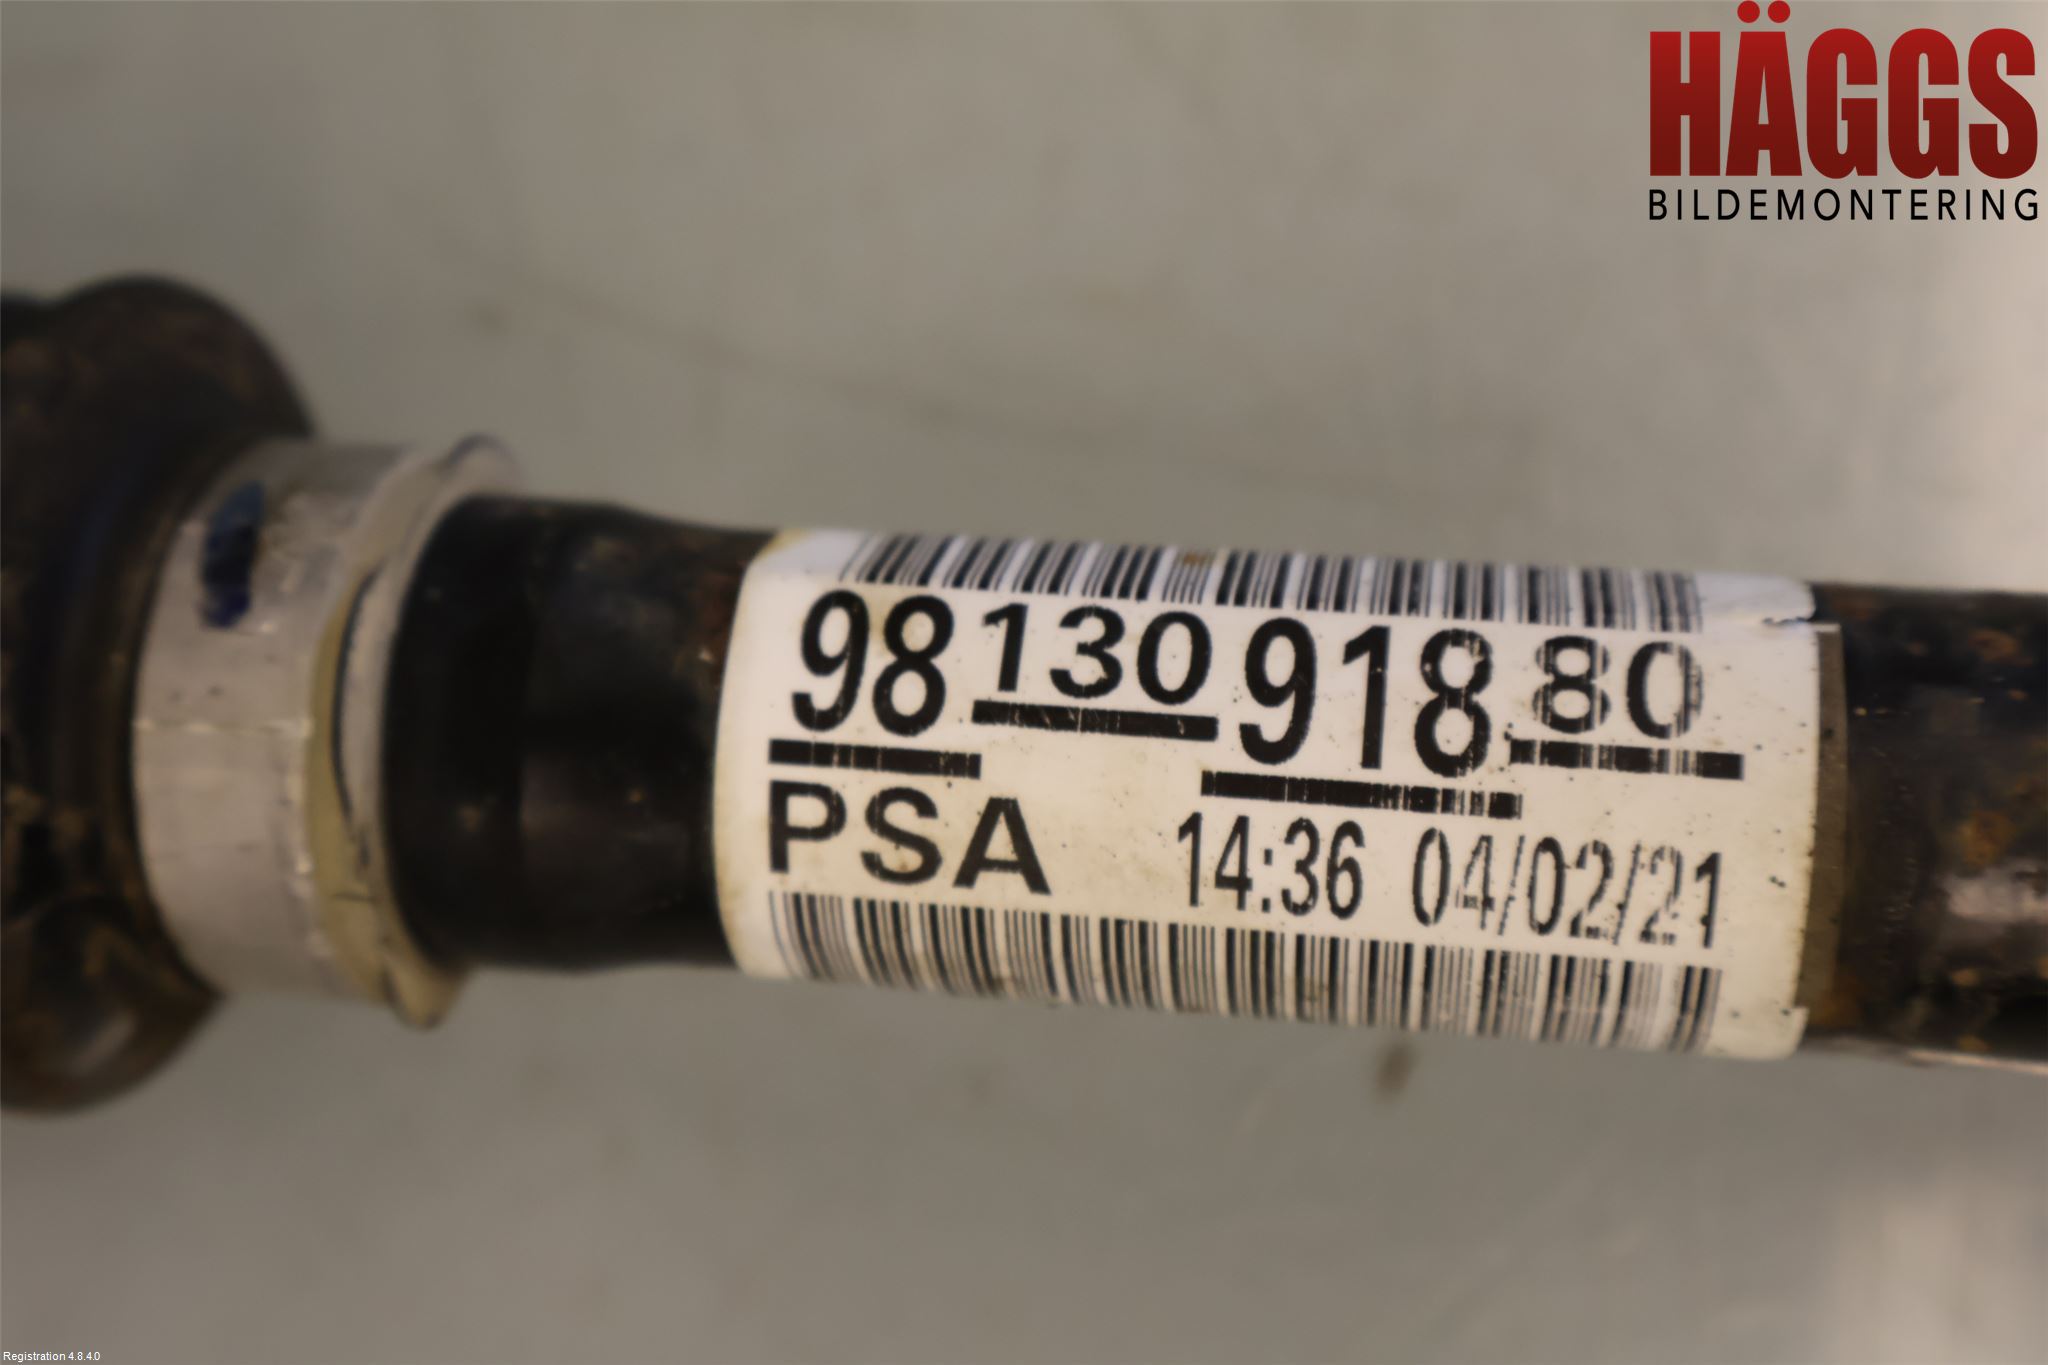 HÄGGS
BILDEMONTERING
98 130 918 80
PSA 14:36 04/02/21
Registration 4.8.4.0